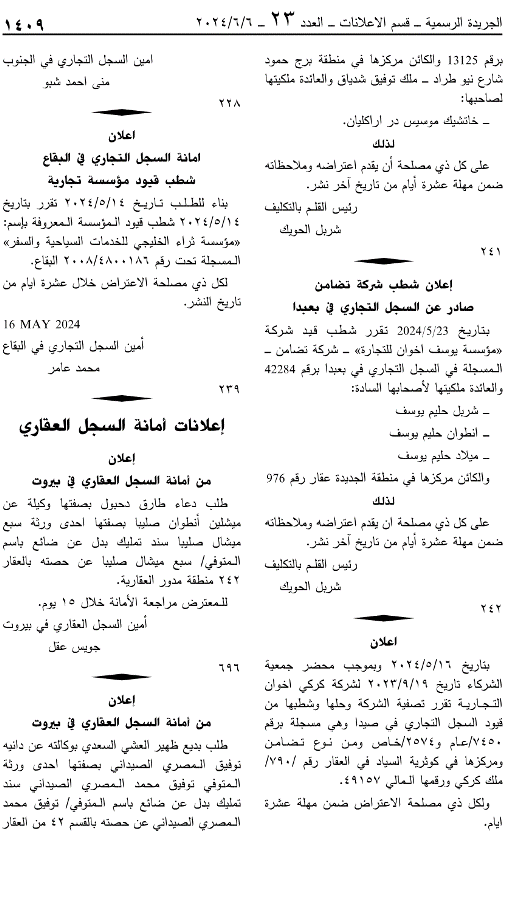 الجريدة الرسمية – قسم الاعلانات – العدد ٢٣ – ٢٠٢٤/٦/٦
١٤٠٩
برقم 13125 والكائن مركزها في منطقة برج حمود
شارع نيو طراد – ملك توفيق شدياق والعائدة ملكيتها
لصاحبها:
– خاتشيك موسيس در اراكليان.
لذلك
على كل ذي مصلحة أن يقدم اعتراضه وملاحظاته
ضمن مهلة عشرة أيام من تاريخ آخر نشر.
رئيس القلم بالتكليف
شربل الحويك
٢٤١
إعلان شطب شركة تضامن
صادر عن السجل التجاري في بعبدا
بتاريخ 2024/5/23 تقرر شطب قيد شركة
«مؤسسة يوسف اخوان للتجارة» – شركة تضامن –
المسجلة في السجل التجاري في بعبدا برقم 42284
والعائدة ملكيتها لأصحابها السادة:
– شربل حليم يوسف
– انطوان حليم يوسف
– ميلاد حليم يوسف
والكائن مركزها في منطقة الجديدة عقار رقم 976
لذلك
على كل ذي مصلحة ان يقدم اعتراضه وملاحظاته
ضمن مهلة عشرة أيام من تاريخ آخر نشر.
رئيس القلم بالتكليف
شربل الحويك
٢٤٢
اعلان
بتاريخ ٢٠٢٤/٥/١٦ وبموجب محضر جمعية
الشركاء تاريخ ٢٠٢٣/٩/١٩ لشركة كركي اخوان
التجارية تقرر تصفية الشركة وحلها وشطبها من
قيود السجل التجاري في صيدا وهي مسجلة برقم
٧٤٥٠/عام و٢٥٧٤/خاص ومن نوع تضامن
ومركزها في كوثرية السياد في العقار رقم /٧٩٠/
ملك كركي ورقمها المالي ٤٩١٥٧.
ولكل ذي مصلحة الاعتراض ضمن مهلة عشرة
ايام.
امين السجل التجاري في الجنوب
منى احمد شبو
٢٢٨
اعلان
امانة السجل التجاري في البقاع
شطب قيود مؤسسة تجارية
بناء للطلب تاريخ ٢٠٢٤/٥/١٤ تقرر بتاريخ
٢٠٢٤/٥/١٤ شطب قيود المؤسسة المعروفة بإسم:
«مؤسسة ثراء الخليجي للخدمات السياحية والسفر»
المسجلة تحت رقم ٢٠٠٨/٤٨٠٠١٨٦ البقاع.
لكل ذي مصلحة الاعتراض خلال عشرة ايام من
تاريخ النشر.
16 MAY 2024
أمين السجل التجاري في البقاع
محمد عامر
٢٣٩
إعلانات أمانة السجل العقاري
إعلان
من أمانة السجل العقاري في بيروت
طلب دعاء طارق دحبول بصفتها وكيلة عن
ميشلين أنطوان صليبا بصفتها احدى ورثة سبع
ميشال صليبا سند تمليك بدل عن ضائع باسم
المتوفي/ سبع ميشال صليبا عن حصته بالعقار
٢٤٢ منطقة مدور العقارية.
للمعترض مراجعة الأمانة خلال ١٥ يوم.
أمين السجل العقاري في بيروت
جويس عقل
٦٩٦
إعلان
من أمانة السجل العقاري في بيروت
طلب بديع ظهير العشي السعدي بوكالته عن دانيه
توفيق المصري الصيداني بصفتها احدى ورثة
المتوفي توفيق محمد المصري الصيداني سند
تمليك بدل عن ضائع باسم المتوفي/ توفيق محمد
المصري الصيداني عن حصته بالقسم ٤٢ من العقار